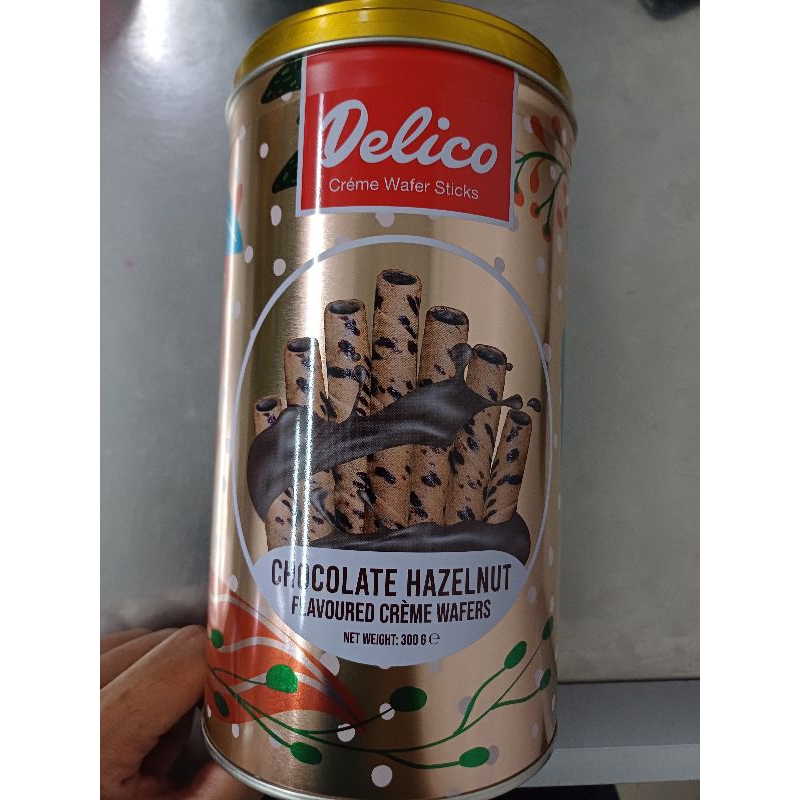 Delico
Créme Wafer Sticks
CHOCOLATE HAZELNUT
FLAVOURED CRÈME WAFERS
NET WEIGHT: 300 G ℮